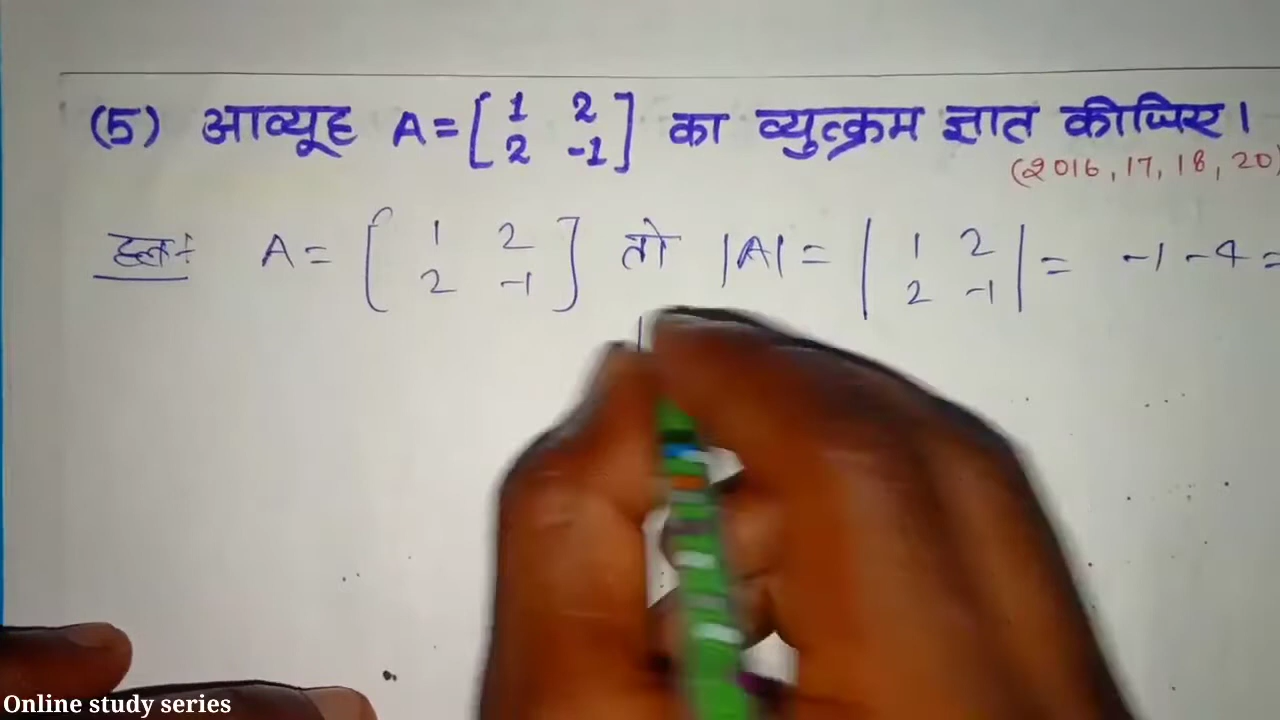 (5) आव्यूह A = [ 1 2 2 -1 ] का व्युत्क्रम ज्ञात कीजिए।
(2016, 17, 18, 20)
हलः- A = [ 1 2 2 -1 ] तो |A| = | 1 2 2 -1 | = -1 -4 =
Online study series